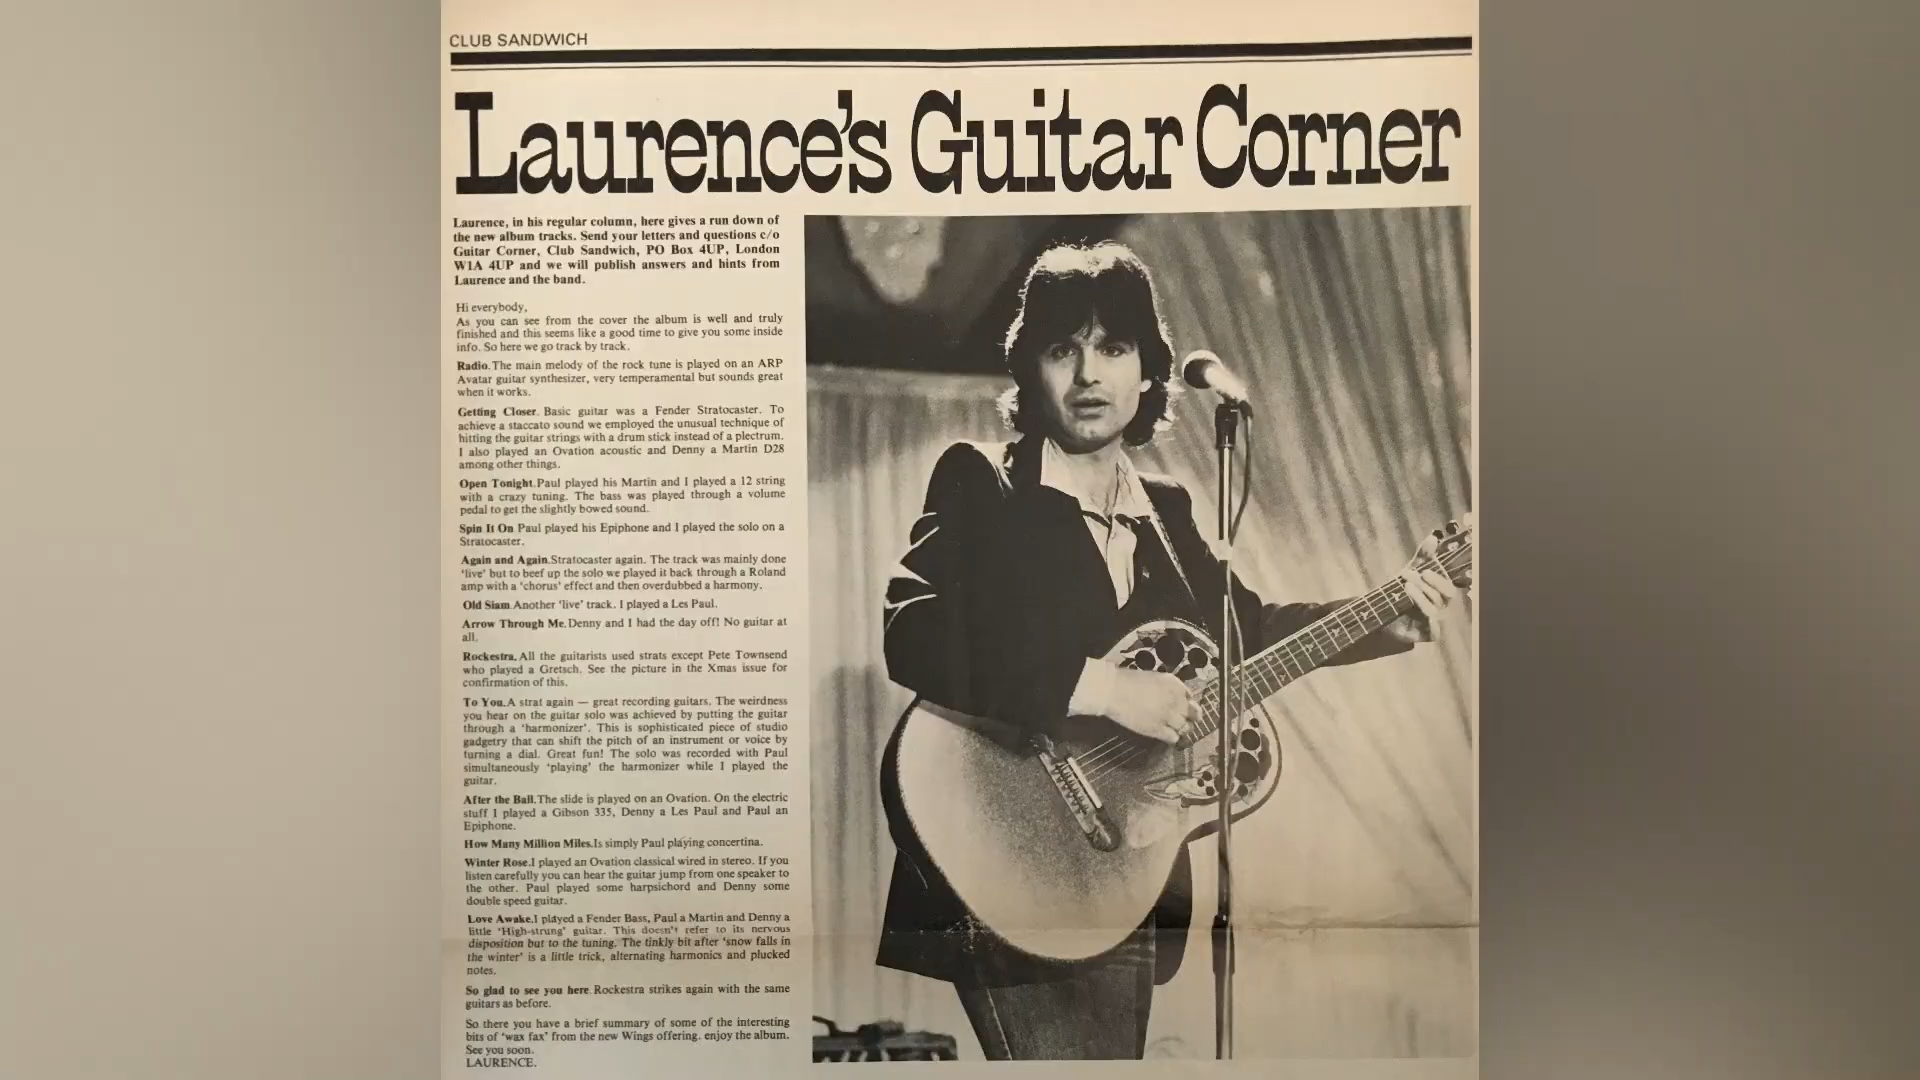 CLUB SANDWICH
Laurence's Guitar Corner
Laurence, in his regular column, here gives a run down of
the new album tracks. Send your letters and questions c/o
Guitar Corner, Club Sandwich, PO Box 4UP, London
W1A 4UP and we will publish answers and hints from
Laurence and the band.
Hi everybody,
As you can see from the cover the album is well and truly
finished and this seems like a good time to give you some inside
info. So here we go track by track.
Radio. The main melody of the rock tune is played on an ARP
Avatar guitar synthesizer, very temperamental but sounds great
when it works.
Getting Closer. Basic guitar was a Fender Stratocaster. To
achieve a staccato sound we employed the unusual technique of
hitting the guitar strings with a drum stick instead of a plectrum.
I also played an Ovation acoustic and Denny a Martin D28
among other things.
Open Tonight. Paul played his Martin and I played a 12 string
with a crazy tuning. The bass was played through a volume
pedal to get the slightly bowed sound.
Spin It On Paul played his Epiphone and I played the solo on a
Stratocaster.
Again and Again. Stratocaster again. The track was mainly done
'live' but to beef up the solo we played it back through a Roland
amp with a 'chorus' effect and then overdubbed a harmony.
Old Siam. Another 'live' track. I played a Les Paul.
Arrow Through Me. Denny and I had the day off! No guitar at
all.
Rockestra. All the guitarists used strats except Pete Townsend
who played a Gretsch. See the picture in the Xmas issue for
confirmation of this.
To You. A strat again — great recording guitars. The weirdness
you hear on the guitar solo was achieved by putting the guitar
through a 'harmonizer'. This is sophisticated piece of studio
gadgetry that can shift the pitch of an instrument or voice by
turning a dial. Great fun! The solo was recorded with Paul
simultaneously 'playing' the harmonizer while I played the
guitar.
After the Ball. The slide is played on an Ovation. On the electric
stuff I played a Gibson 335, Denny a Les Paul and Paul an
Epiphone.
How Many Million Miles. Is simply Paul playing concertina.
Winter Rose. I played an Ovation classical wired in stereo. If you
listen carefully you can hear the guitar jump from one speaker to
the other. Paul played some harpsichord and Denny some
double speed guitar.
Love Awake. I played a Fender Bass, Paul a Martin and Denny a
little 'High-strung' guitar. This doesn't refer to its nervous
disposition but to the tuning. The tinkly bit after 'snow falls in
the winter' is a little trick, alternating harmonics and plucked
notes.
So glad to see you here. Rockestra strikes again with the same
guitars as before.
So there you have a brief summary of some of the interesting
bits of 'wax fax' from the new Wings offering. enjoy the album.
See you soon.
LAURENCE.